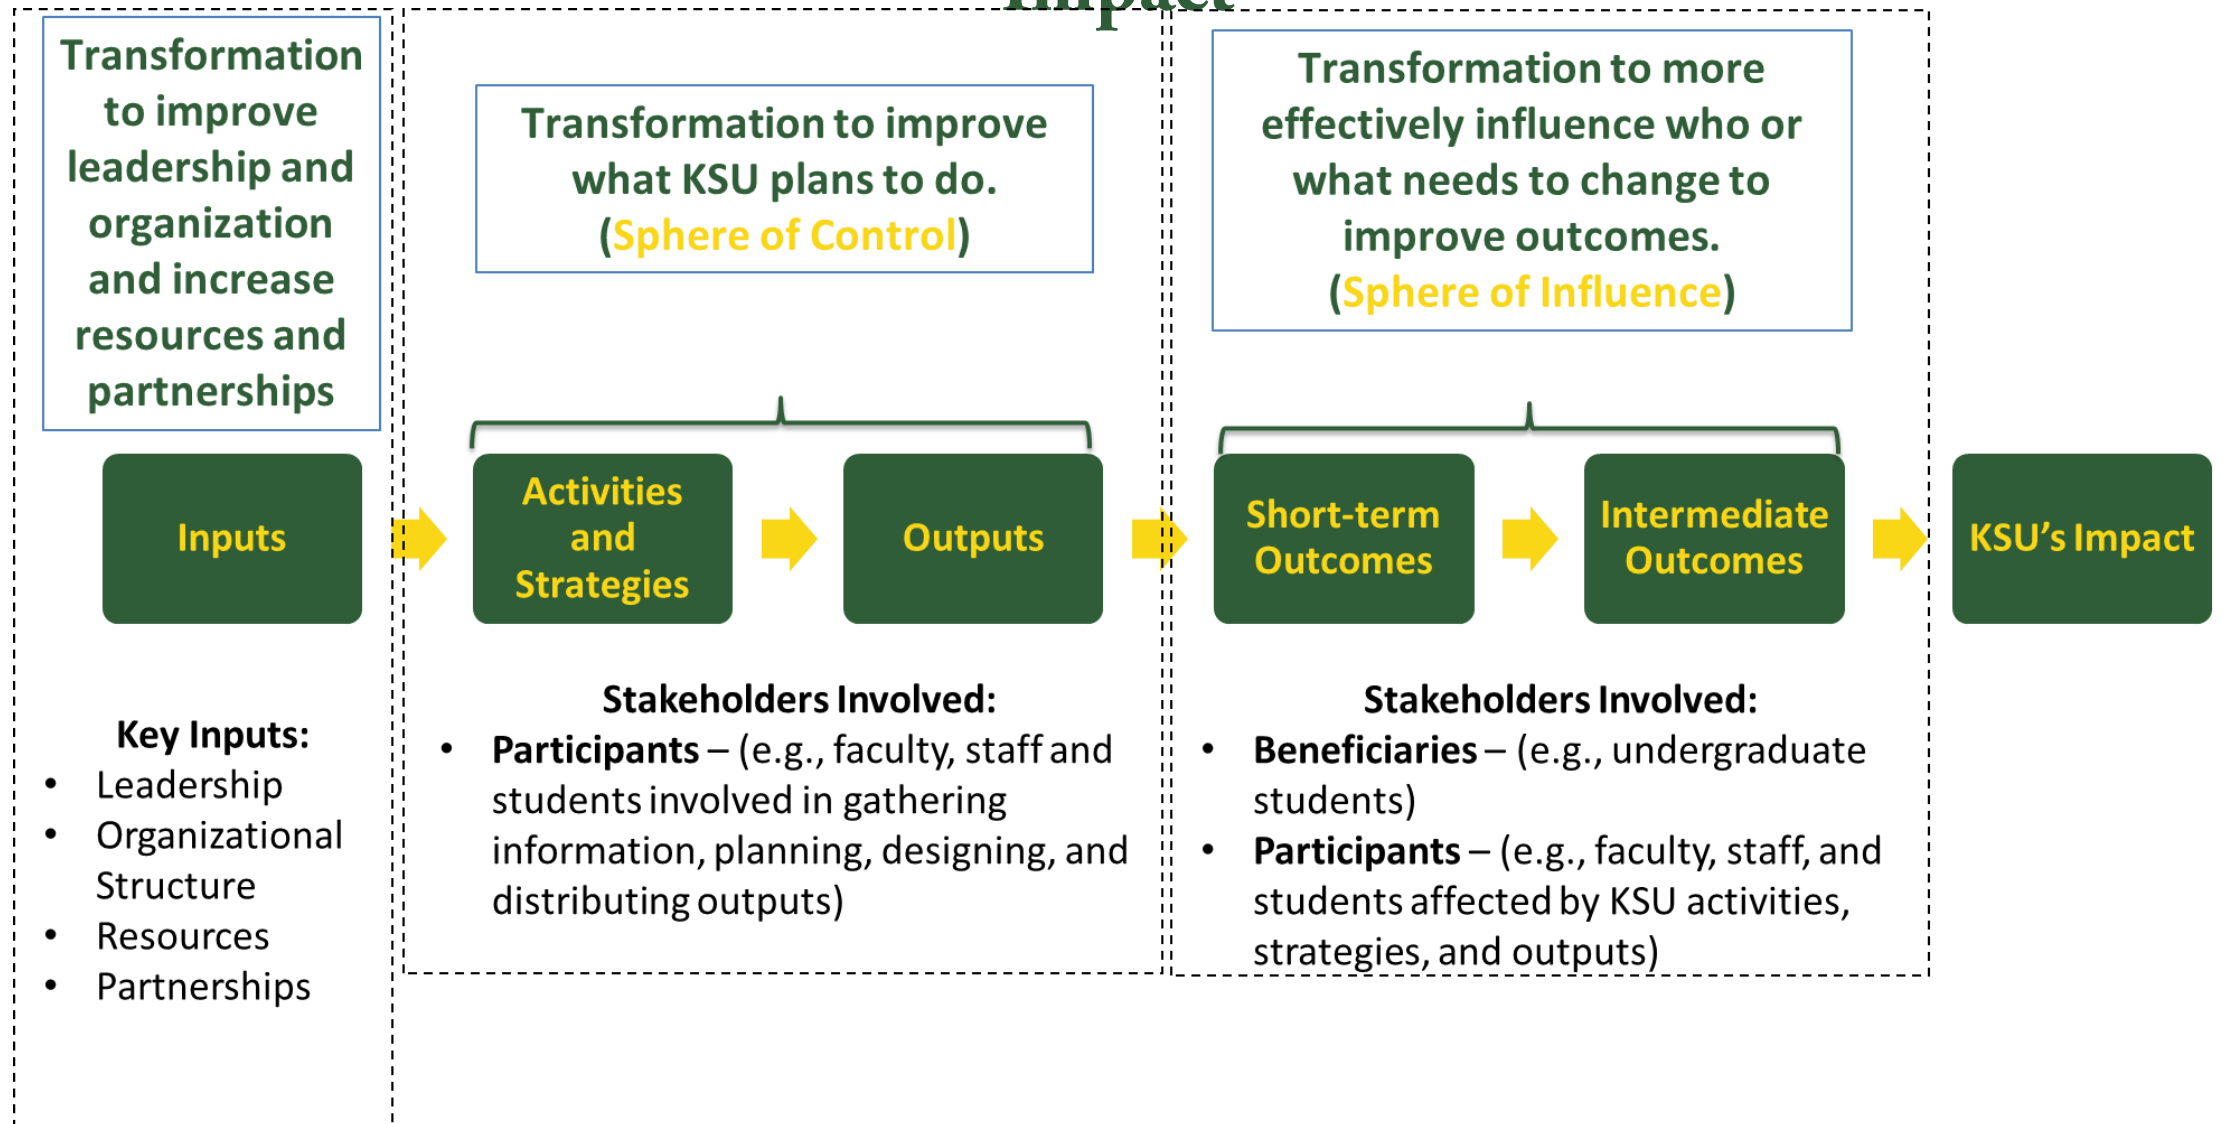 Impact
Transformation
to improve
leadership and
organization
and increase
resources and
partnerships
Transformation to improve
what KSU plans to do.
(Sphere of Control)
Transformation to more
effectively influence who or
what needs to change to
improve outcomes.
(Sphere of Influence)
Inputs
Activities
and
Strategies
Outputs
Short-term
Outcomes
Intermediate
Outcomes
KSU’s Impact
Key Inputs:
• Leadership
• Organizational
Structure
• Resources
• Partnerships
Stakeholders Involved:
• Participants – (e.g., faculty, staff and
students involved in gathering
information, planning, designing, and
distributing outputs)
Stakeholders Involved:
• Beneficiaries – (e.g., undergraduate
students)
• Participants – (e.g., faculty, staff, and
students affected by KSU activities,
strategies, and outputs)